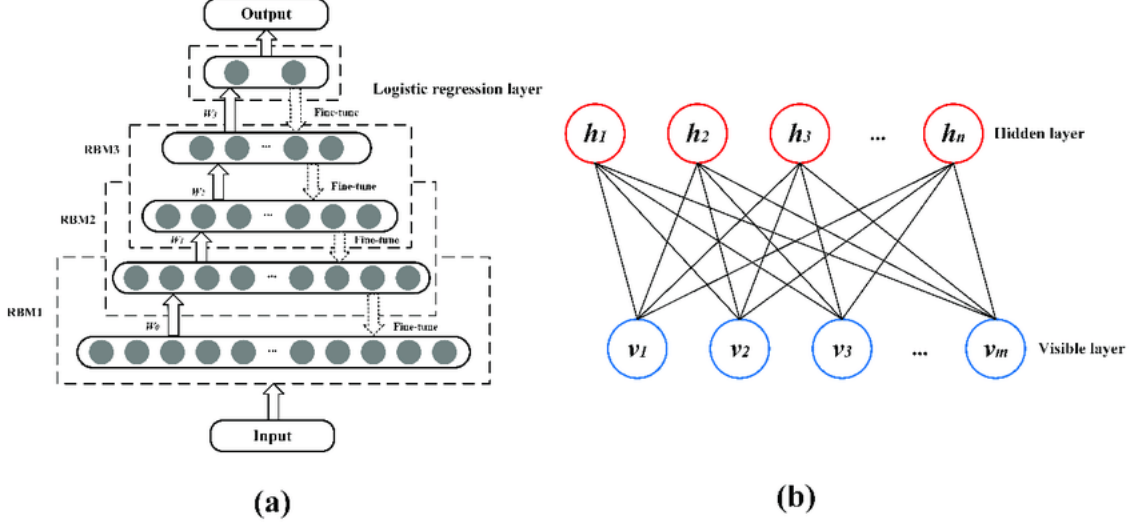 Output
Logistic regression layer
W3
Fine-tune
RBM3
W2
Fine-tune
RBM2
W1
Fine-tune
RBM1
W0
Fine-tune
Input
(a)
h1 h2 h3 ... hn Hidden layer
v1 v2 v3 ... vm Visible layer
(b)